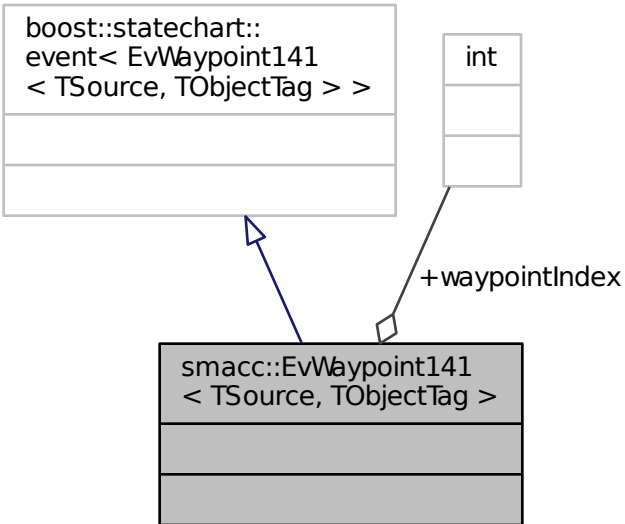 boost::statechart::
event< EvWaypoint141
< TSource, TObjectTag > >
int
+waypointIndex
smacc::EvWaypoint141
< TSource, TObjectTag >